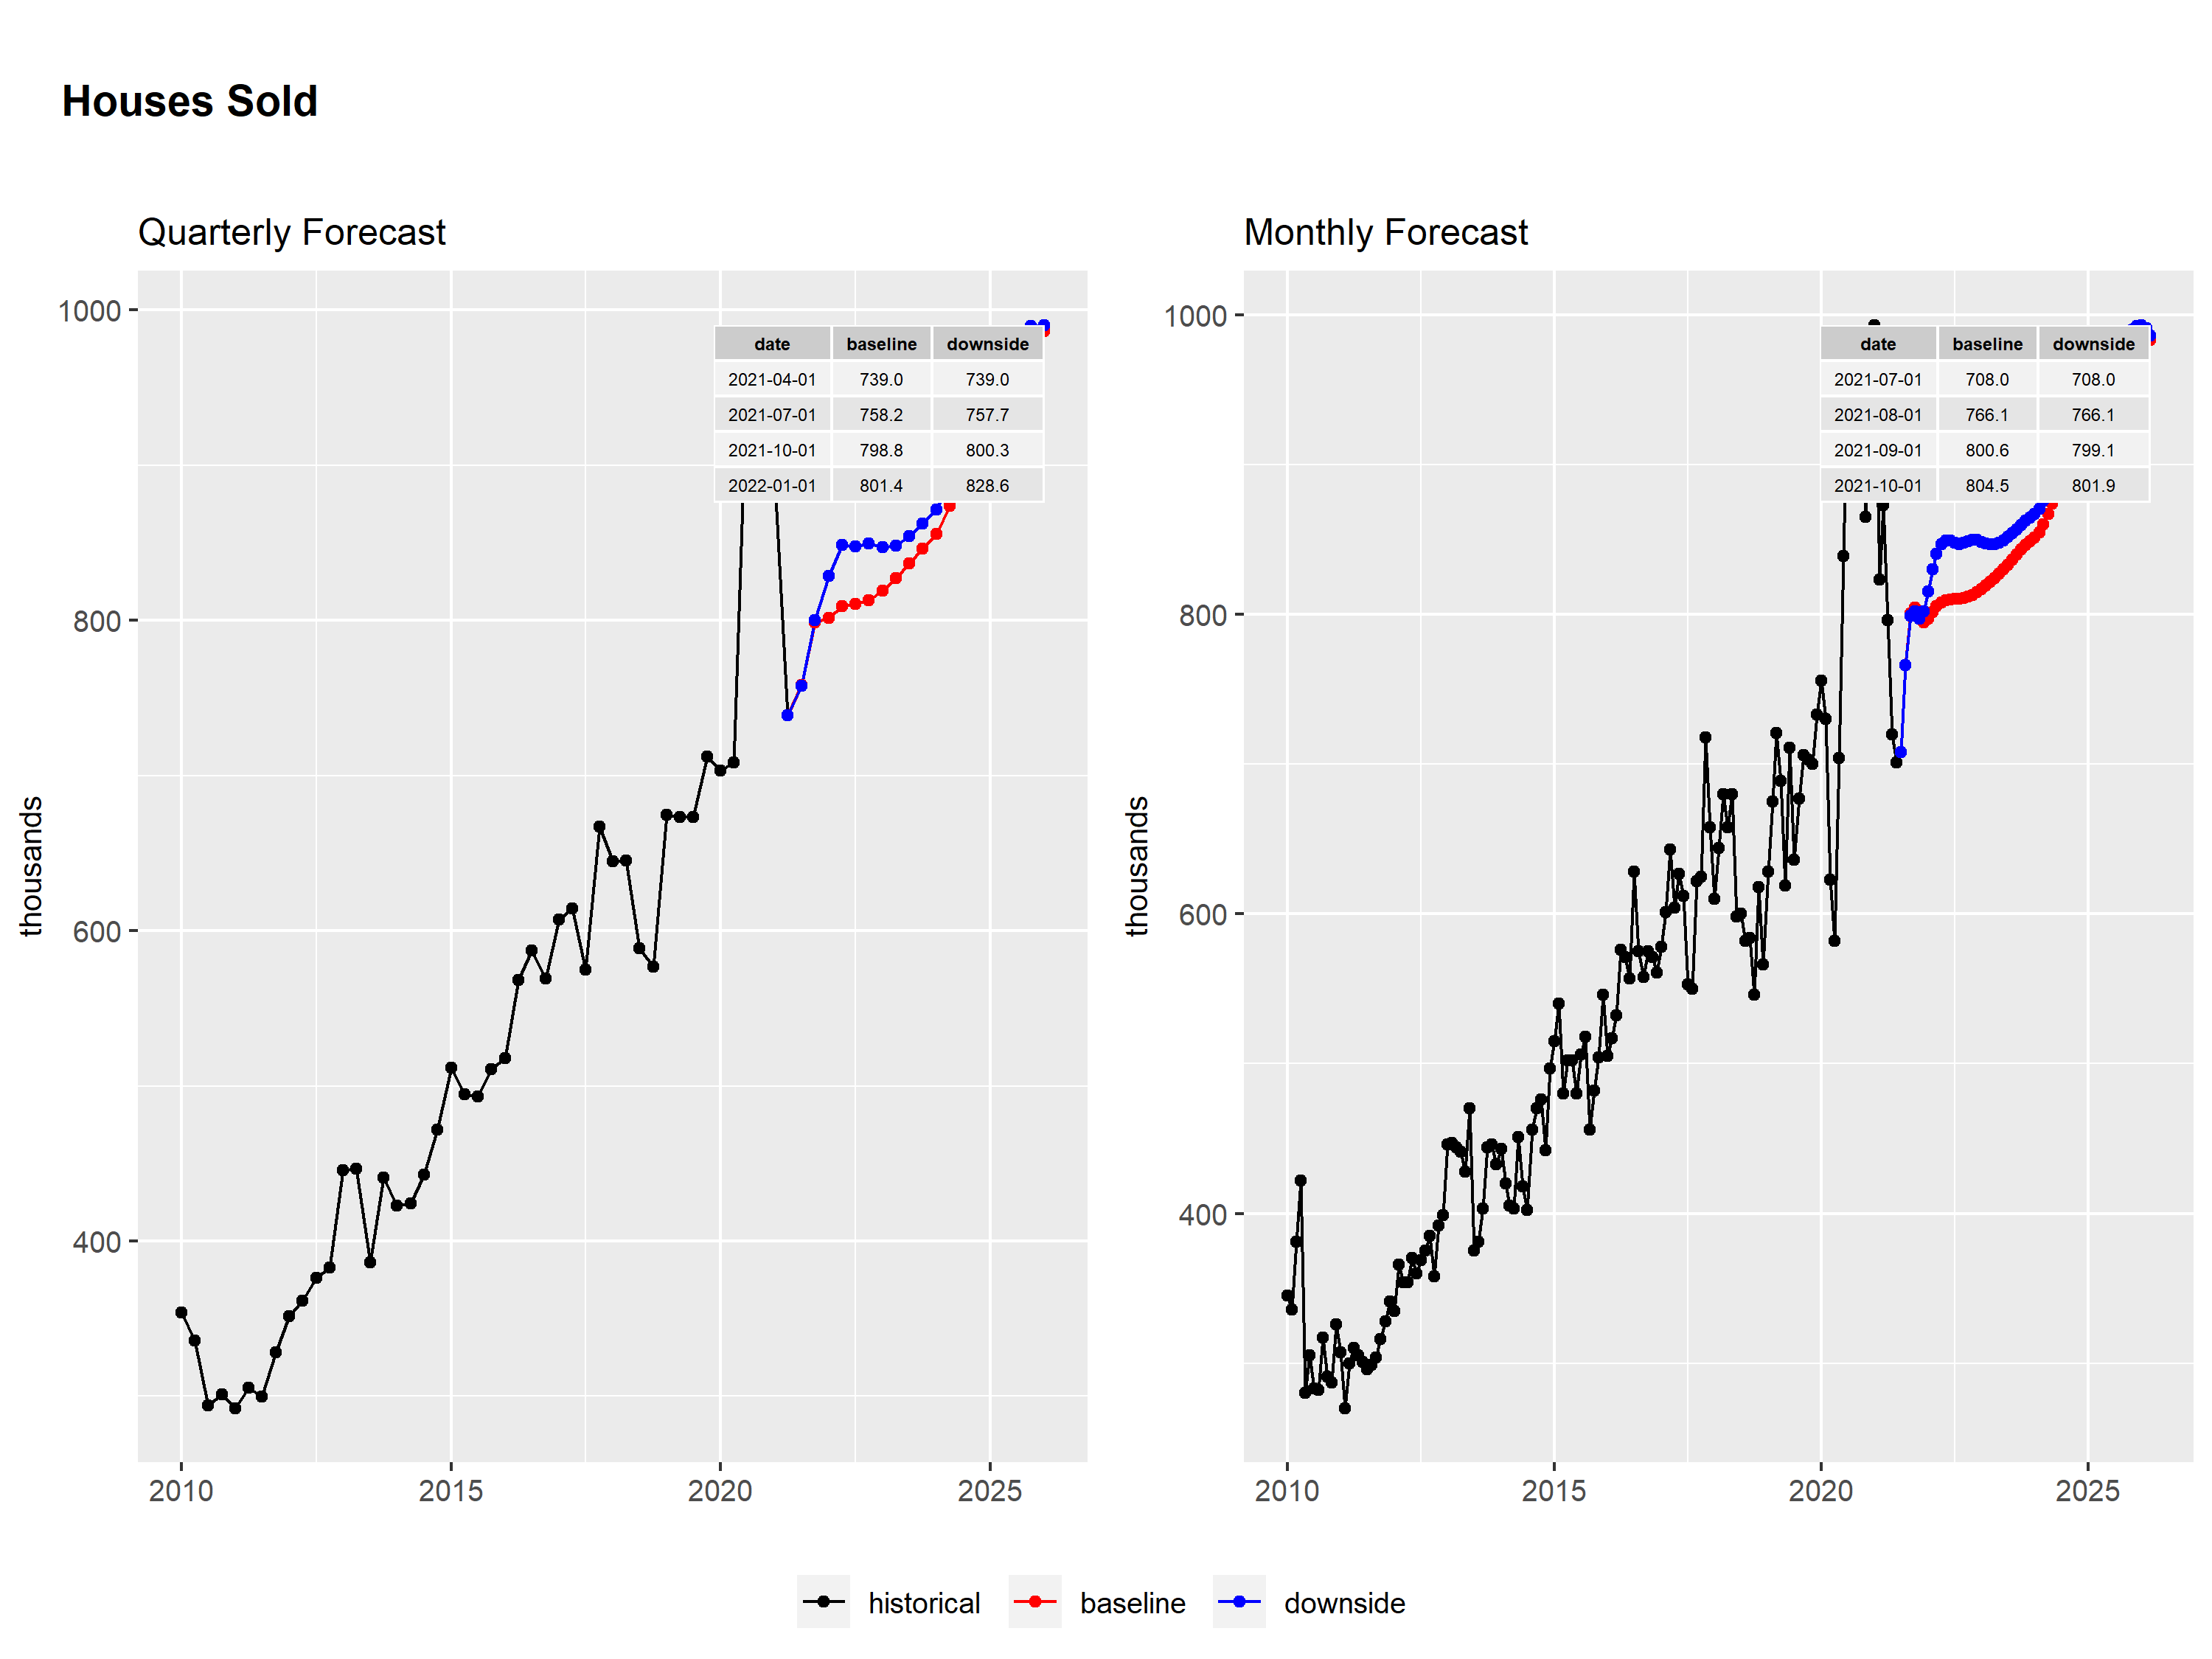 Houses Sold
Quarterly Forecast
thousands
1000
800
600
400
date baseline downside
2021-04-01 739.0 739.0
2021-07-01 758.2 757.7
2021-10-01 798.8 800.3
2022-01-01 801.4 828.6
2010 2015 2020 2025
Monthly Forecast
thousands
1000
800
600
400
date baseline downside
2021-07-01 708.0 708.0
2021-08-01 766.1 766.1
2021-09-01 800.6 799.1
2021-10-01 804.5 801.9
2010 2015 2020 2025
historical baseline downside